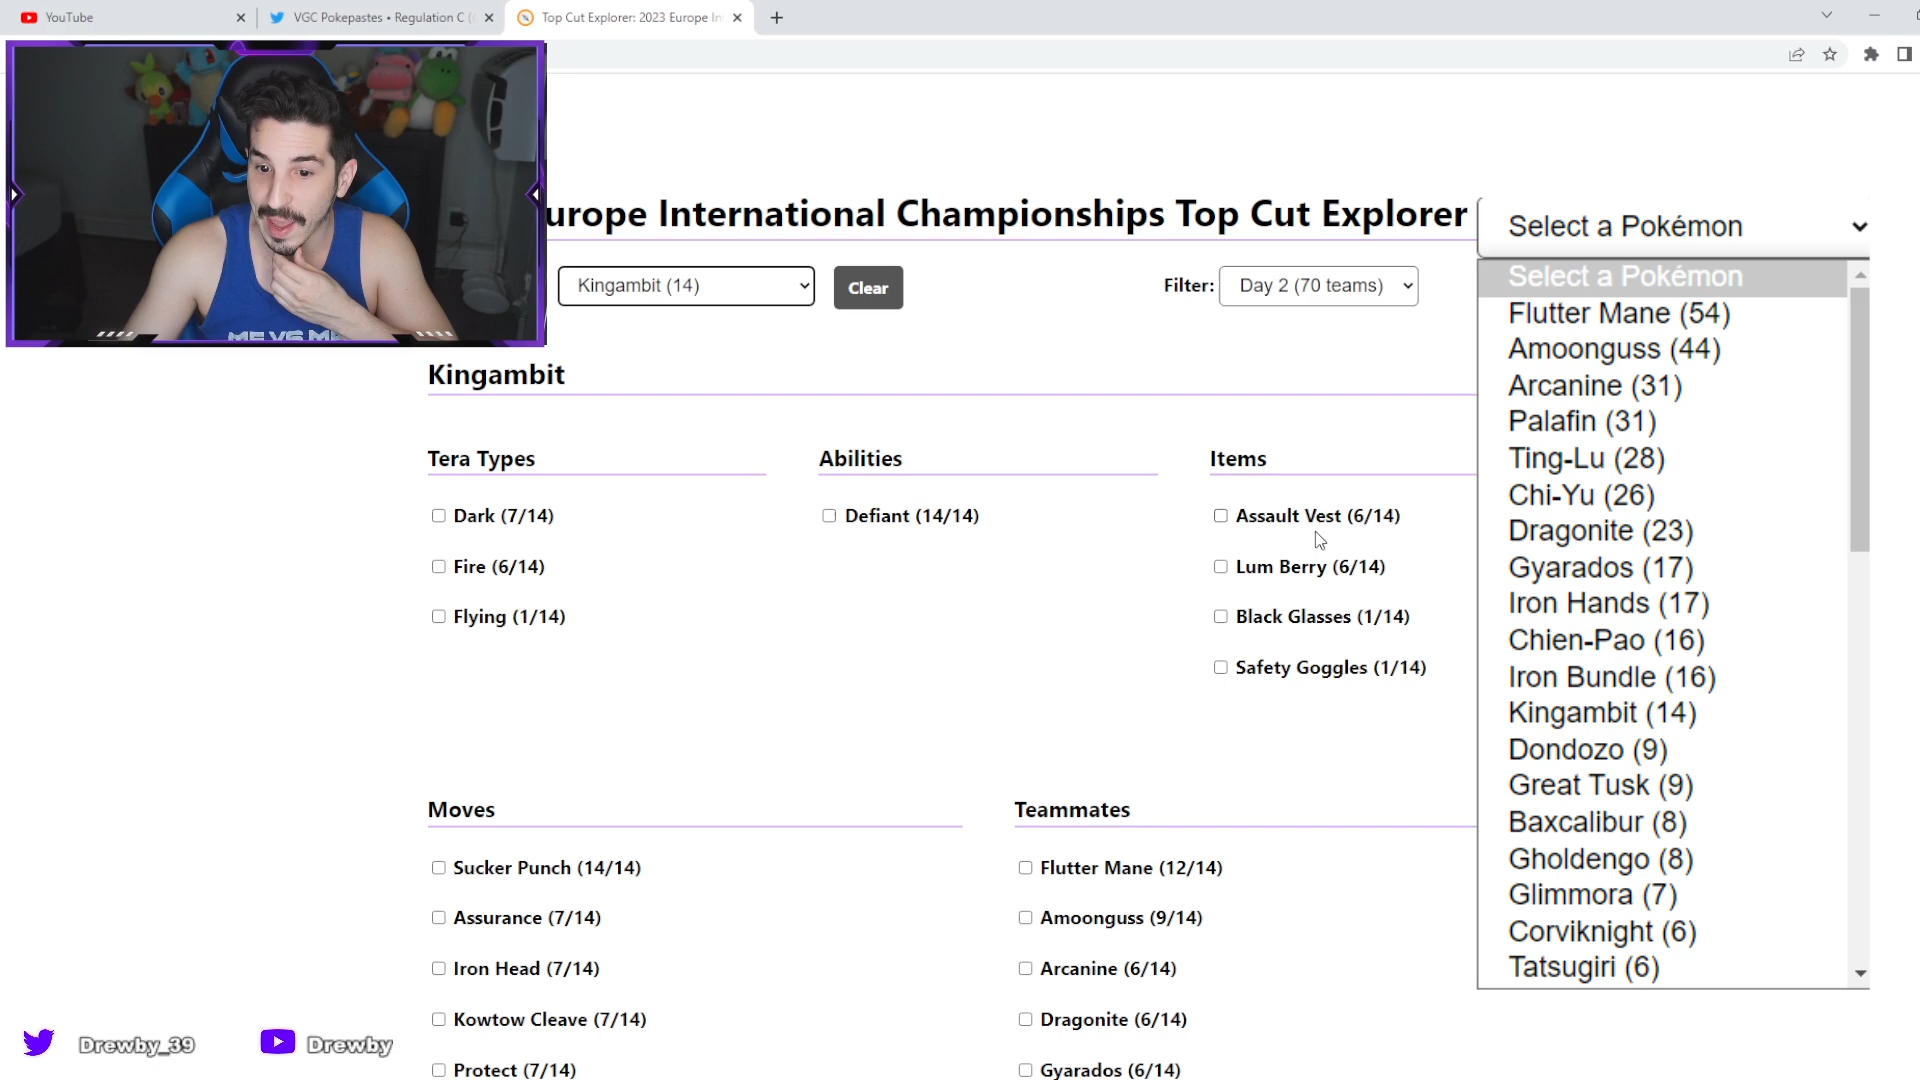 YouTube
VGC Pokepastes • Regulation C (
Top Cut Explorer: 2023 Europe In
urope International Championships Top Cut Explorer
Kingambit (14)
Clear
Filter:
Day 2 (70 teams)
Kingambit
Tera Types
Dark (7/14)
Fire (6/14)
Flying (1/14)
Abilities
Defiant (14/14)
Items
Assault Vest (6/14)
Lum Berry (6/14)
Black Glasses (1/14)
Safety Goggles (1/14)
Moves
Sucker Punch (14/14)
Assurance (7/14)
Iron Head (7/14)
Kowtow Cleave (7/14)
Protect (7/14)
Teammates
Flutter Mane (12/14)
Amoonguss (9/14)
Arcanine (6/14)
Dragonite (6/14)
Gyarados (6/14)
Select a Pokémon
Select a Pokémon
Flutter Mane (54)
Amoonguss (44)
Arcanine (31)
Palafin (31)
Ting-Lu (28)
Chi-Yu (26)
Dragonite (23)
Gyarados (17)
Iron Hands (17)
Chien-Pao (16)
Iron Bundle (16)
Kingambit (14)
Dondozo (9)
Great Tusk (9)
Baxcalibur (8)
Gholdengo (8)
Glimmora (7)
Corviknight (6)
Tatsugiri (6)
Drewby_39
Drewby